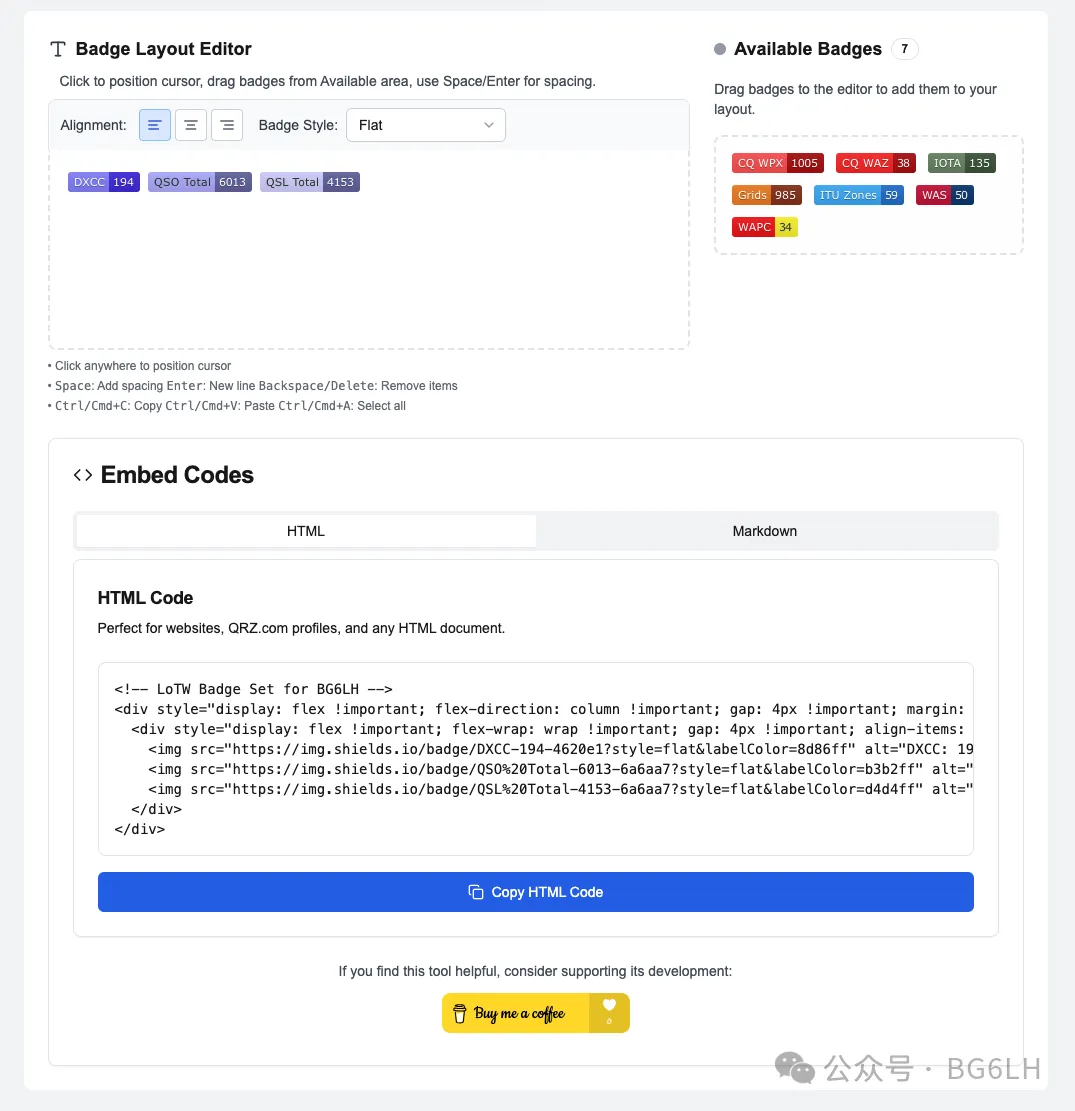 Badge Layout Editor
Click to position cursor, drag badges from Available area, use Space/Enter for spacing.
Alignment: Badge Style: Flat
DXCC 194 QSO Total 6013 QSL Total 4153
• Click anywhere to position cursor
• Space: Add spacing Enter: New line Backspace/Delete: Remove items
• Ctrl/Cmd+C: Copy Ctrl/Cmd+V: Paste Ctrl/Cmd+A: Select all
Available Badges 7
Drag badges to the editor to add them to your
layout.
CQ WPX 1005 CQ WAZ 38 IOTA 135
Grids 985 ITU Zones 59 WAS 50
WAPC 34
<> Embed Codes
HTML Markdown
HTML Code
Perfect for websites, QRZ.com profiles, and any HTML document.
<!-- LoTW Badge Set for BG6LH -->
<div style="display: flex !important; flex-direction: column !important; gap: 4px !important; margin:
<div style="display: flex !important; flex-wrap: wrap !important; gap: 4px !important; align-items:
<img src="https://img.shields.io/badge/DXCC-194-4620e1?style=flat&labelColor=8d86ff" alt="DXCC: 19
<img src="https://img.shields.io/badge/QSO%20Total-6013-6a6aa7?style=flat&labelColor=b3b2ff" alt="
<img src="https://img.shields.io/badge/QSL%20Total-4153-6a6aa7?style=flat&labelColor=d4d4ff" alt="
</div>
</div>
Copy HTML Code
If you find this tool helpful, consider supporting its development:
Buy me a coffee 0
公众号 · BG6LH